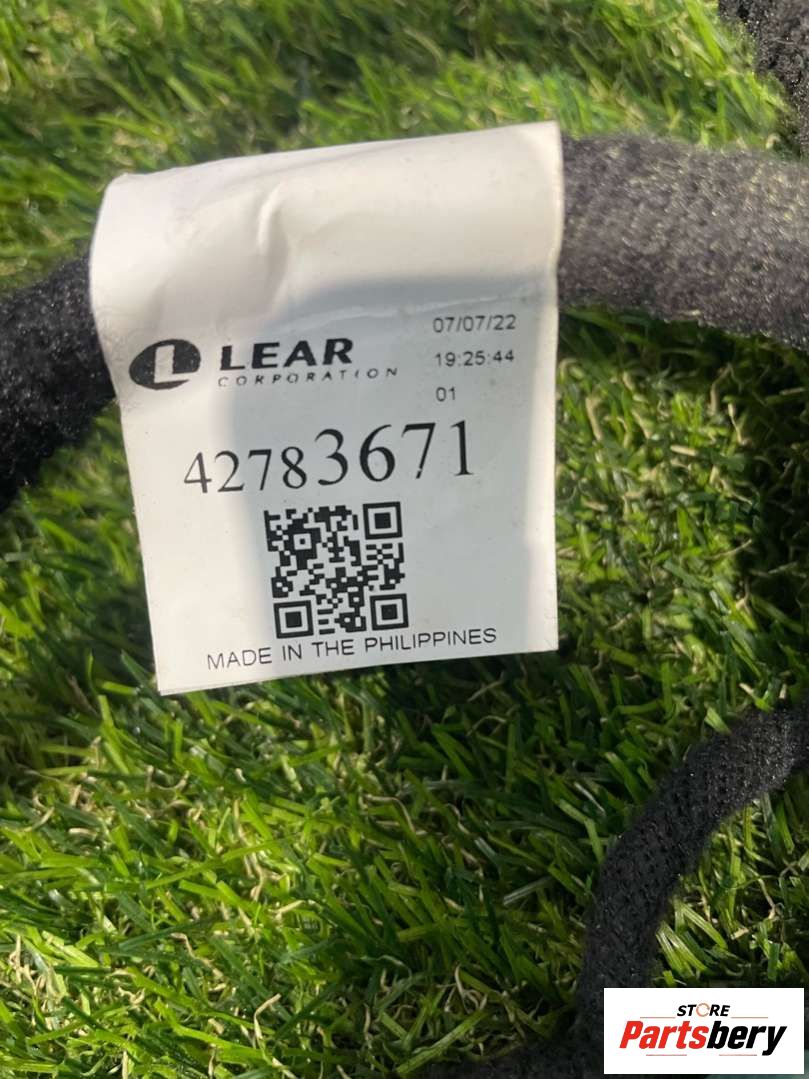 07/07/22
LEAR
CORPORATION
19:25:44
01
42783671
MADE IN THE PHILIPPINES
STORE
Partsbery